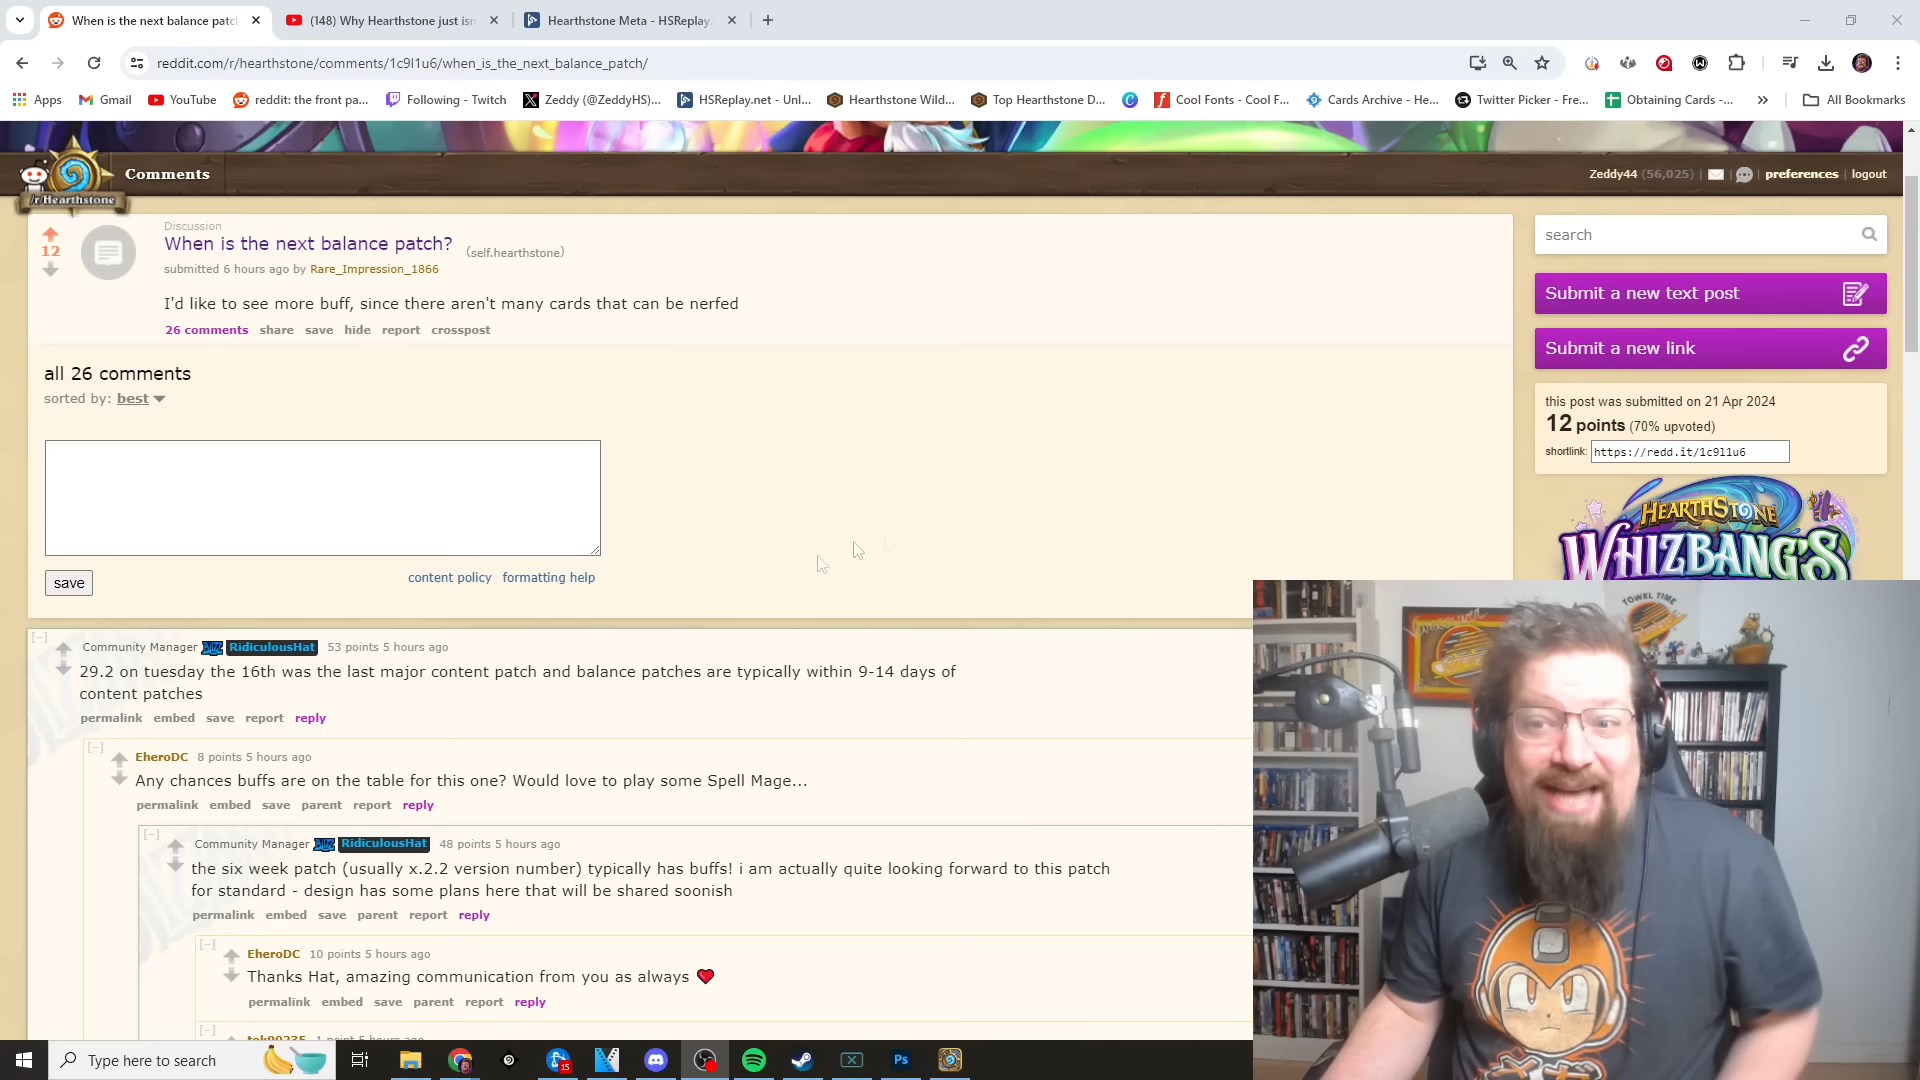 When is the next balance patc
(148) Why Hearthstone just isn
Hearthstone Meta - HSReplay.
reddit.com/r/hearthstone/comments/1c9l1u6/when_is_the_next_balance_patch/
Apps
Gmail
YouTube
reddit: the front pa...
Following - Twitch
Zeddy (@ZeddyHS)...
HSReplay.net - Unl...
Hearthstone Wild...
Top Hearthstone D...
Cool Fonts - Cool F...
Cards Archive - He...
Twitter Picker - Fre...
Obtaining Cards -...
»
All Bookmarks
/r/Hearthstone
Comments
Zeddy44 (56,025) | | | preferences | logout
Discussion
12
When is the next balance patch? (self.hearthstone)
submitted 6 hours ago by Rare_Impression_1866
I'd like to see more buff, since there aren't many cards that can be nerfed
26 comments share save hide report crosspost
all 26 comments
sorted by: best
save
content policy formatting help
search
Submit a new text post
Submit a new link
this post was submitted on 21 Apr 2024
12 points (70% upvoted)
shortlink: https://redd.it/1c9l1u6
HEARTHSTONE
WHIZBANG'S
[-]
Community Manager BLIZZ RidiculousHat 53 points 5 hours ago
29.2 on tuesday the 16th was the last major content patch and balance patches are typically within 9-14 days of
content patches
permalink embed save report reply
[-]
EheroDC 8 points 5 hours ago
Any chances buffs are on the table for this one? Would love to play some Spell Mage...
permalink embed save parent report reply
[-]
Community Manager BLIZZ RidiculousHat 48 points 5 hours ago
the six week patch (usually x.2.2 version number) typically has buffs! i am actually quite looking forward to this patch
for standard - design has some plans here that will be shared soonish
permalink embed save parent report reply
[-]
EheroDC 10 points 5 hours ago
Thanks Hat, amazing communication from you as always ❤
permalink embed save parent report reply
[-]
TOWEL TIME
Type here to search
15
Ps